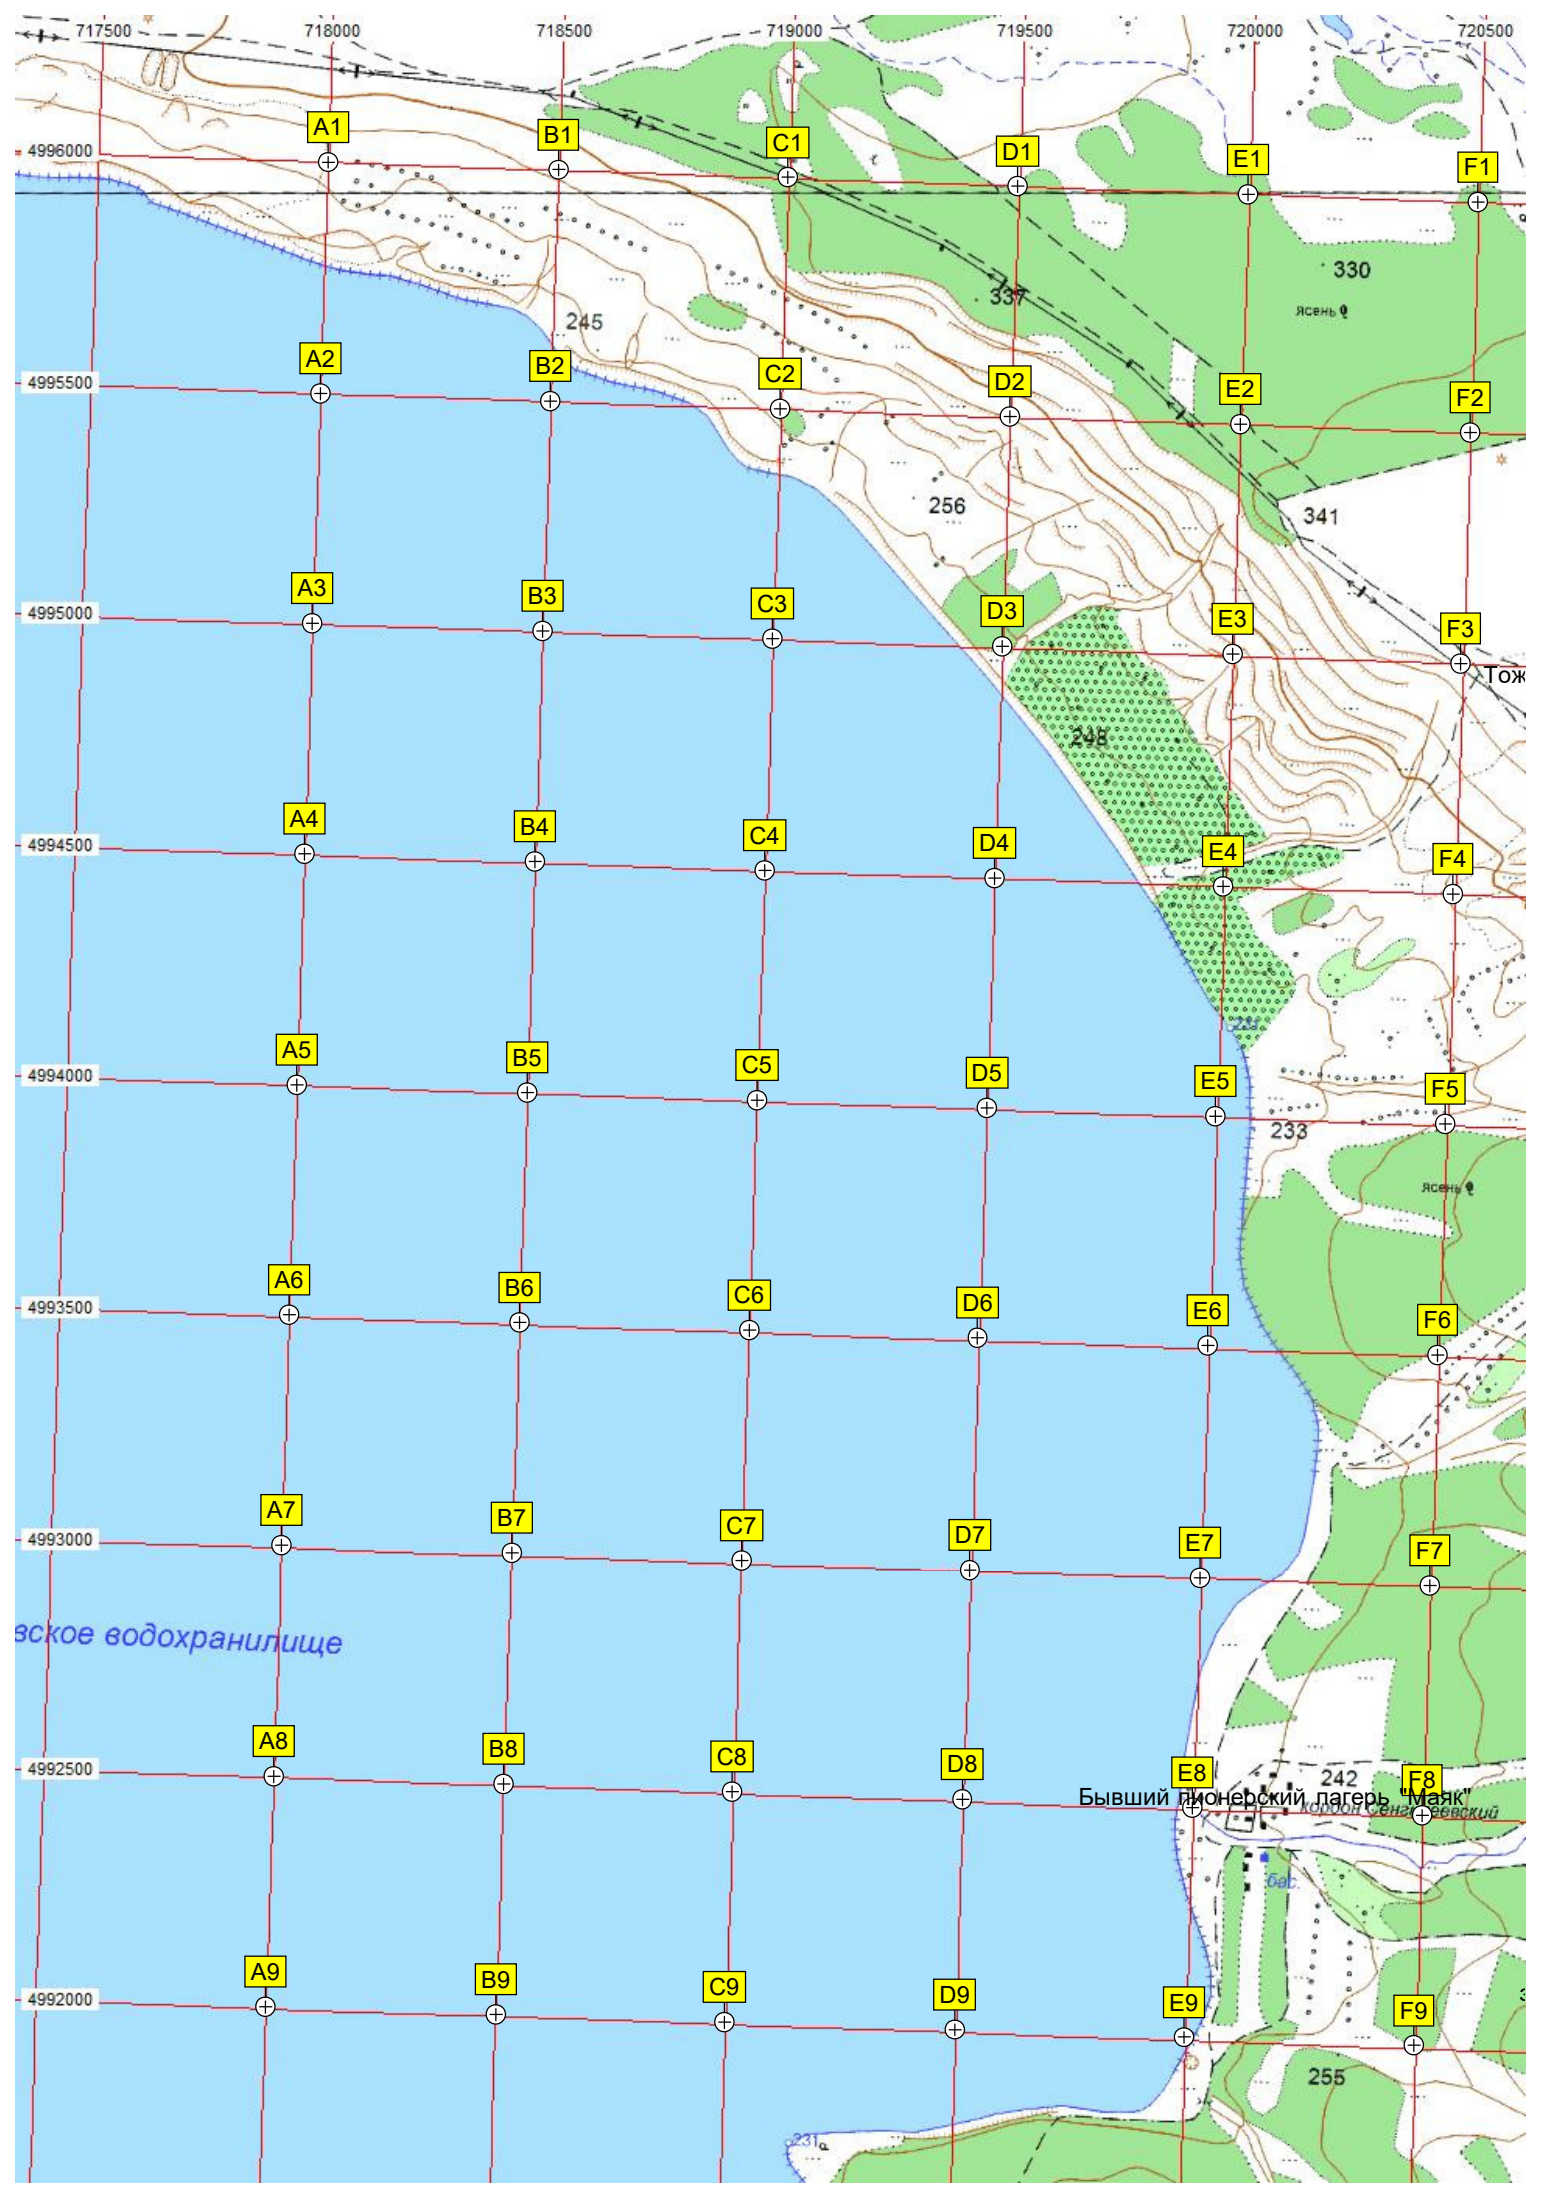 717500 718000 718500 719000 719500 720000 720500
A1 B1 C1 D1 E1 F1
4996000
330
337
ясень
245
A2 B2 C2 D2 E2 F2
4995500
256
341
A3 B3 C3 D3 E3 F3
4995000
Тож
248
A4 B4 C4 D4 E4 F4
4994500
231
A5 B5 C5 D5 E5 F5
4994000
233
ясень
A6 B6 C6 D6 E6 F6
4993500
A7 B7 C7 D7 E7 F7
4993000
вское водохранилище
A8 B8 C8 D8 E8 F8
4992500
242
Бывший пионерский лагерь "Маяк"
кордон Сенгилеевский
бас.
A9 B9 C9 D9 E9 F9
4992000
255
231